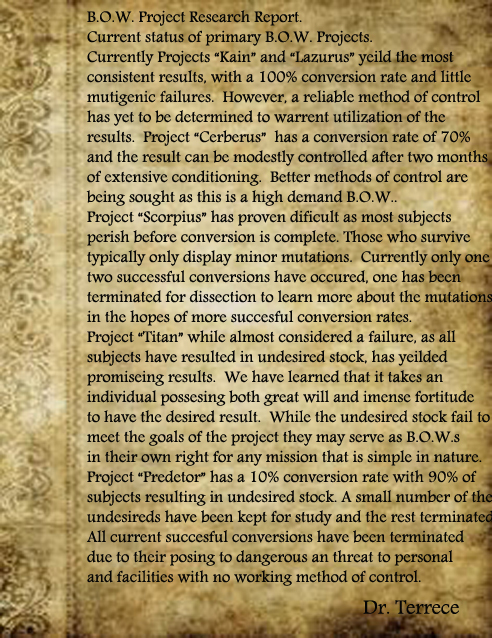 B.O.W. Project Research Report.
Current status of primary B.O.W. Projects.
Currently Projects "Kain" and "Lazurus" yeild the most
consistent results, with a 100% conversion rate and little
mutigenic failures.  However, a reliable method of control
has yet to be determined to warrent utilization of the
results.  Project "Cerberus"  has a conversion rate of 70%
and the result can be modestly controlled after two months
of extensive conditioning.  Better methods of control are
being sought as this is a high demand B.O.W..
Project "Scorpius" has proven dificult as most subjects
perish before conversion is complete. Those who survive
typically only display minor mutations.  Currently only one
two successful conversions have occured, one has been
terminated for dissection to learn more about the mutations
in the hopes of more succesful conversion rates.
Project "Titan" while almost considered a failure, as all
subjects have resulted in undesired stock, has yeilded
promiseing results.  We have learned that it takes an
individual possesing both great will and imense fortitude
to have the desired result.  While the undesired stock fail to
meet the goals of the project they may serve as B.O.W.s
in their own right for any mission that is simple in nature.
Project "Predetor" has a 10% conversion rate with 90% of
subjects resulting in undesired stock. A small number of the
undesireds have been kept for study and the rest terminated
All current succesful conversions have been terminated
due to their posing to dangerous an threat to personal
and facilities with no working method of control.
Dr. Terrece